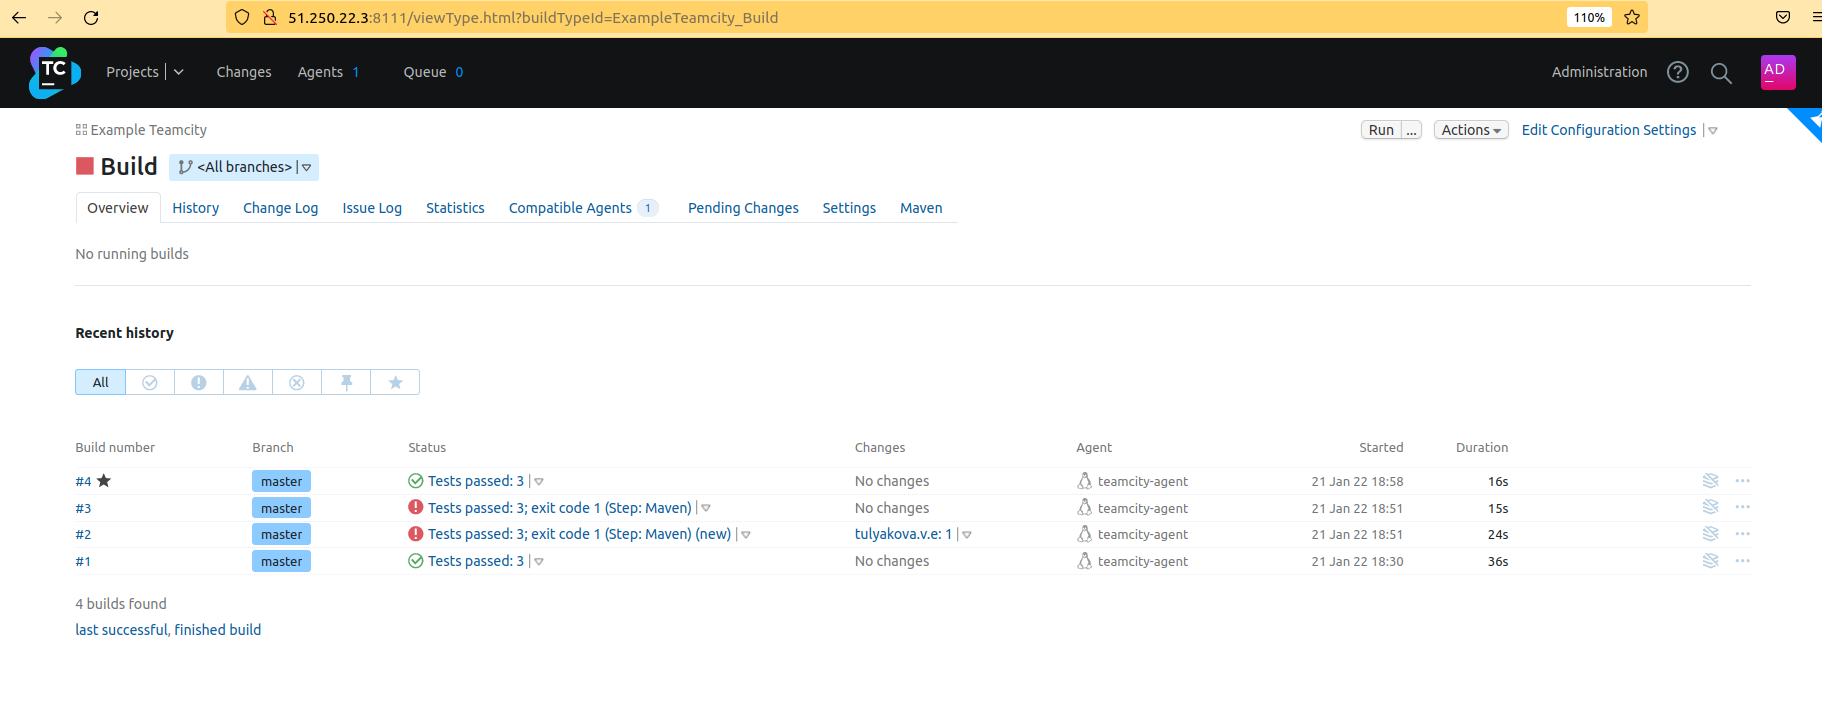 51.250.22.3:8111/viewType.html?buildTypeId=ExampleTeamcity_Build 110%
TC Projects Changes Agents 1 Queue 0 Administration AD
Example Teamcity Run ... Actions Edit Configuration Settings
Build <All branches>
Overview History Change Log Issue Log Statistics Compatible Agents 1 Pending Changes Settings Maven
No running builds
Recent history
All
Build number Branch Status Changes Agent Started Duration
#4 master Tests passed: 3 No changes teamcity-agent 21 Jan 22 18:58 16s
#3 master Tests passed: 3; exit code 1 (Step: Maven) No changes teamcity-agent 21 Jan 22 18:51 15s
#2 master Tests passed: 3; exit code 1 (Step: Maven) (new) tulyakova.v.e: 1 teamcity-agent 21 Jan 22 18:51 24s
#1 master Tests passed: 3 No changes teamcity-agent 21 Jan 22 18:30 36s
4 builds found
last successful, finished build